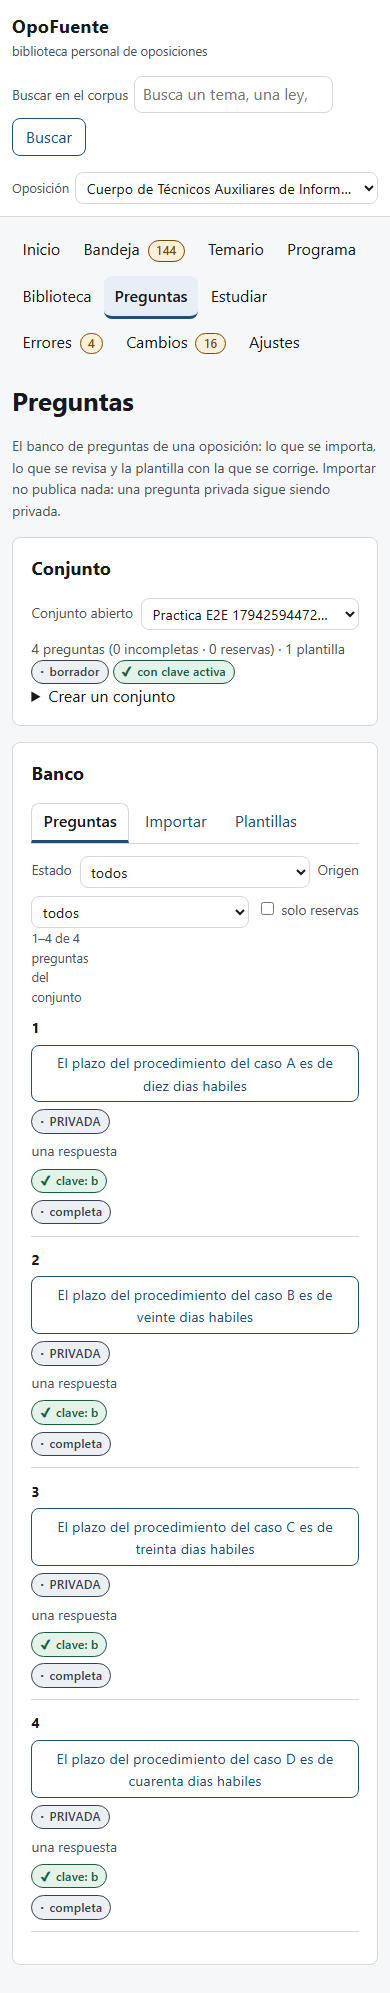 OpoFuente
biblioteca personal de oposiciones
Buscar en el corpus Busca un tema, una ley,
Buscar
Oposición Cuerpo de Técnicos Auxiliares de Inform...
Inicio Bandeja 144 Temario Programa
Biblioteca Preguntas Estudiar
Errores 4 Cambios 16 Ajustes
Preguntas
El banco de preguntas de una oposición: lo que se importa,
lo que se revisa y la plantilla con la que se corrige. Importar
no publica nada: una pregunta privada sigue siendo
privada.
Conjunto
Conjunto abierto Practica E2E 17942594472...
4 preguntas (0 incompletas · 0 reservas) · 1 plantilla
· borrador ✓ con clave activa
▶ Crear un conjunto
Banco
Preguntas Importar Plantillas
Estado todos Origen
todos solo reservas
1–4 de 4
preguntas
del
conjunto
1
El plazo del procedimiento del caso A es de
diez dias habiles
· PRIVADA
una respuesta
✓ clave: b
· completa
2
El plazo del procedimiento del caso B es de
veinte dias habiles
· PRIVADA
una respuesta
✓ clave: b
· completa
3
El plazo del procedimiento del caso C es de
treinta dias habiles
· PRIVADA
una respuesta
✓ clave: b
· completa
4
El plazo del procedimiento del caso D es de
cuarenta dias habiles
· PRIVADA
una respuesta
✓ clave: b
· completa